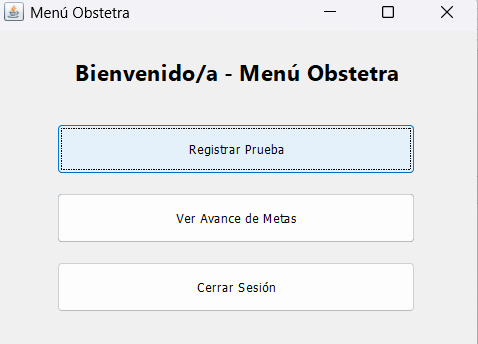 Menú Obstetra
Bienvenido/a - Menú Obstetra
Registrar Prueba
Ver Avance de Metas
Cerrar Sesión